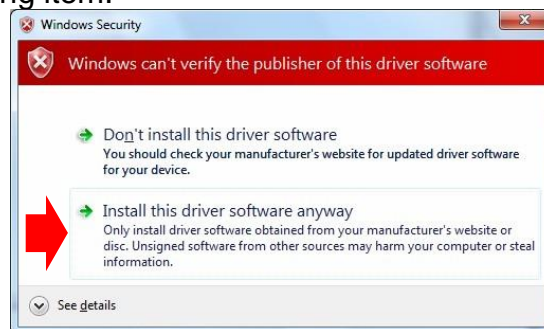 ng item.
Windows Security
Windows can't verify the publisher of this driver software
Don't install this driver software
You should check your manufacturer's website for updated driver software
for your device.
Install this driver software anyway
Only install driver software obtained from your manufacturer's website or
disc. Unsigned software from other sources may harm your computer or steal
information.
See details